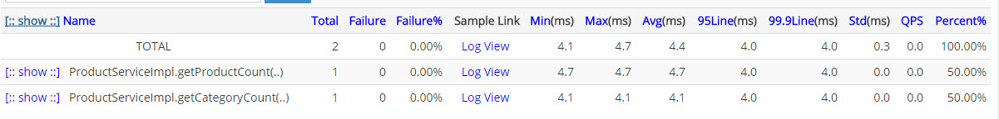 [:: show ::] Name Total Failure Failure% Sample Link Min(ms) Max(ms) Avg(ms) 95Line(ms) 99.9Line(ms) Std(ms) QPS Percent%
TOTAL 2 0 0.00% Log View 4.1 4.7 4.4 4.0 4.0 0.3 0.0 100.00%
[:: show ::] ProductServiceImpl.getProductCount(..) 1 0 0.00% Log View 4.7 4.7 4.7 4.0 4.0 0.0 0.0 50.00%
[:: show ::] ProductServiceImpl.getCategoryCount(..) 1 0 0.00% Log View 4.1 4.1 4.1 4.0 4.0 0.0 0.0 50.00%